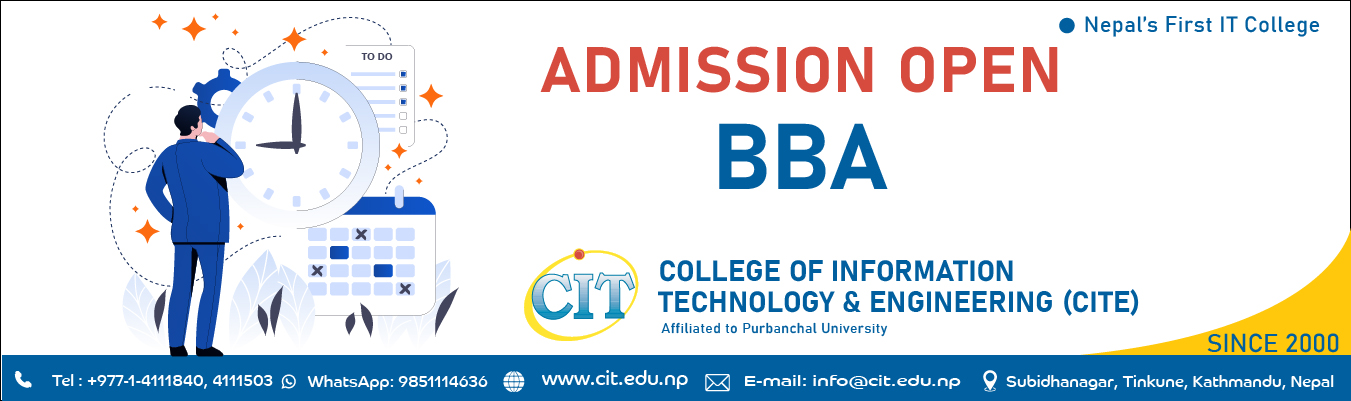 Nepal's First IT College
TO DO
ADMISSION OPEN
BBA
CIT
COLLEGE OF INFORMATION
TECHNOLOGY & ENGINEERING (CITE)
Affiliated to Purbanchal University
SINCE 2000
Tel : +977-1-4111840, 4111503 WhatsApp: 9851114636 www.cit.edu.np E-mail: info@cit.edu.np Subidhanagar, Tinkune, Kathmandu, Nepal